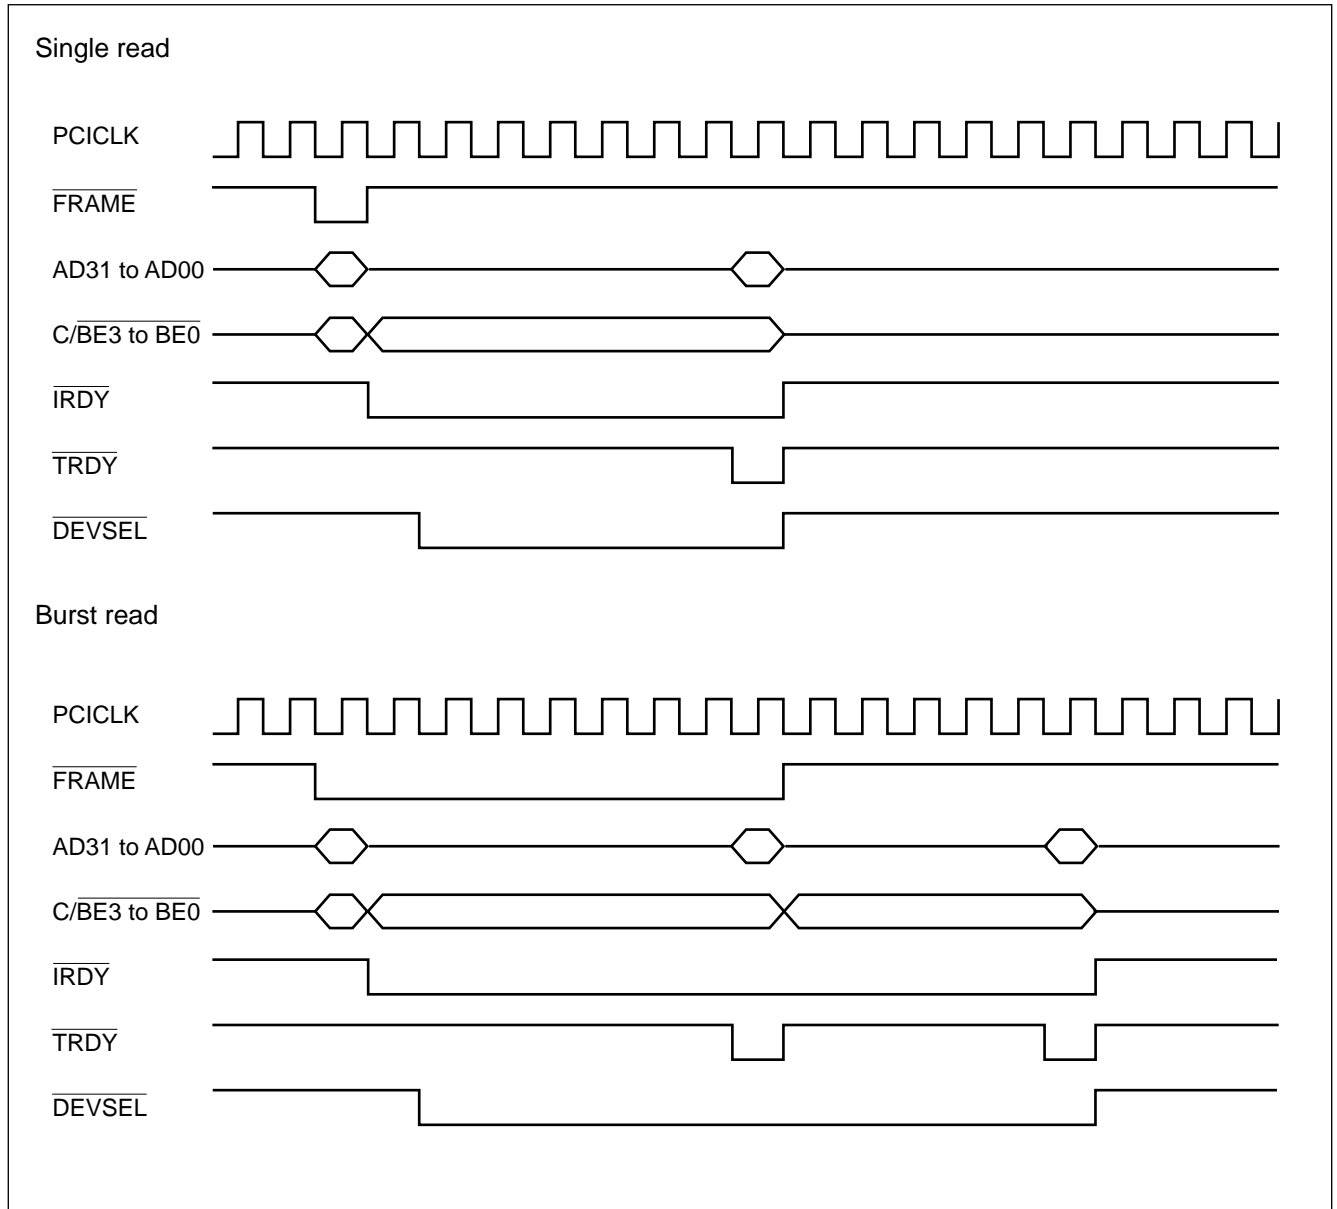 Single read
PCICLK
FRAME
AD31 to AD00
C/BE3 to BE0
IRDY
TRDY
DEVSEL
Burst read
PCICLK
FRAME
AD31 to AD00
C/BE3 to BE0
IRDY
TRDY
DEVSEL